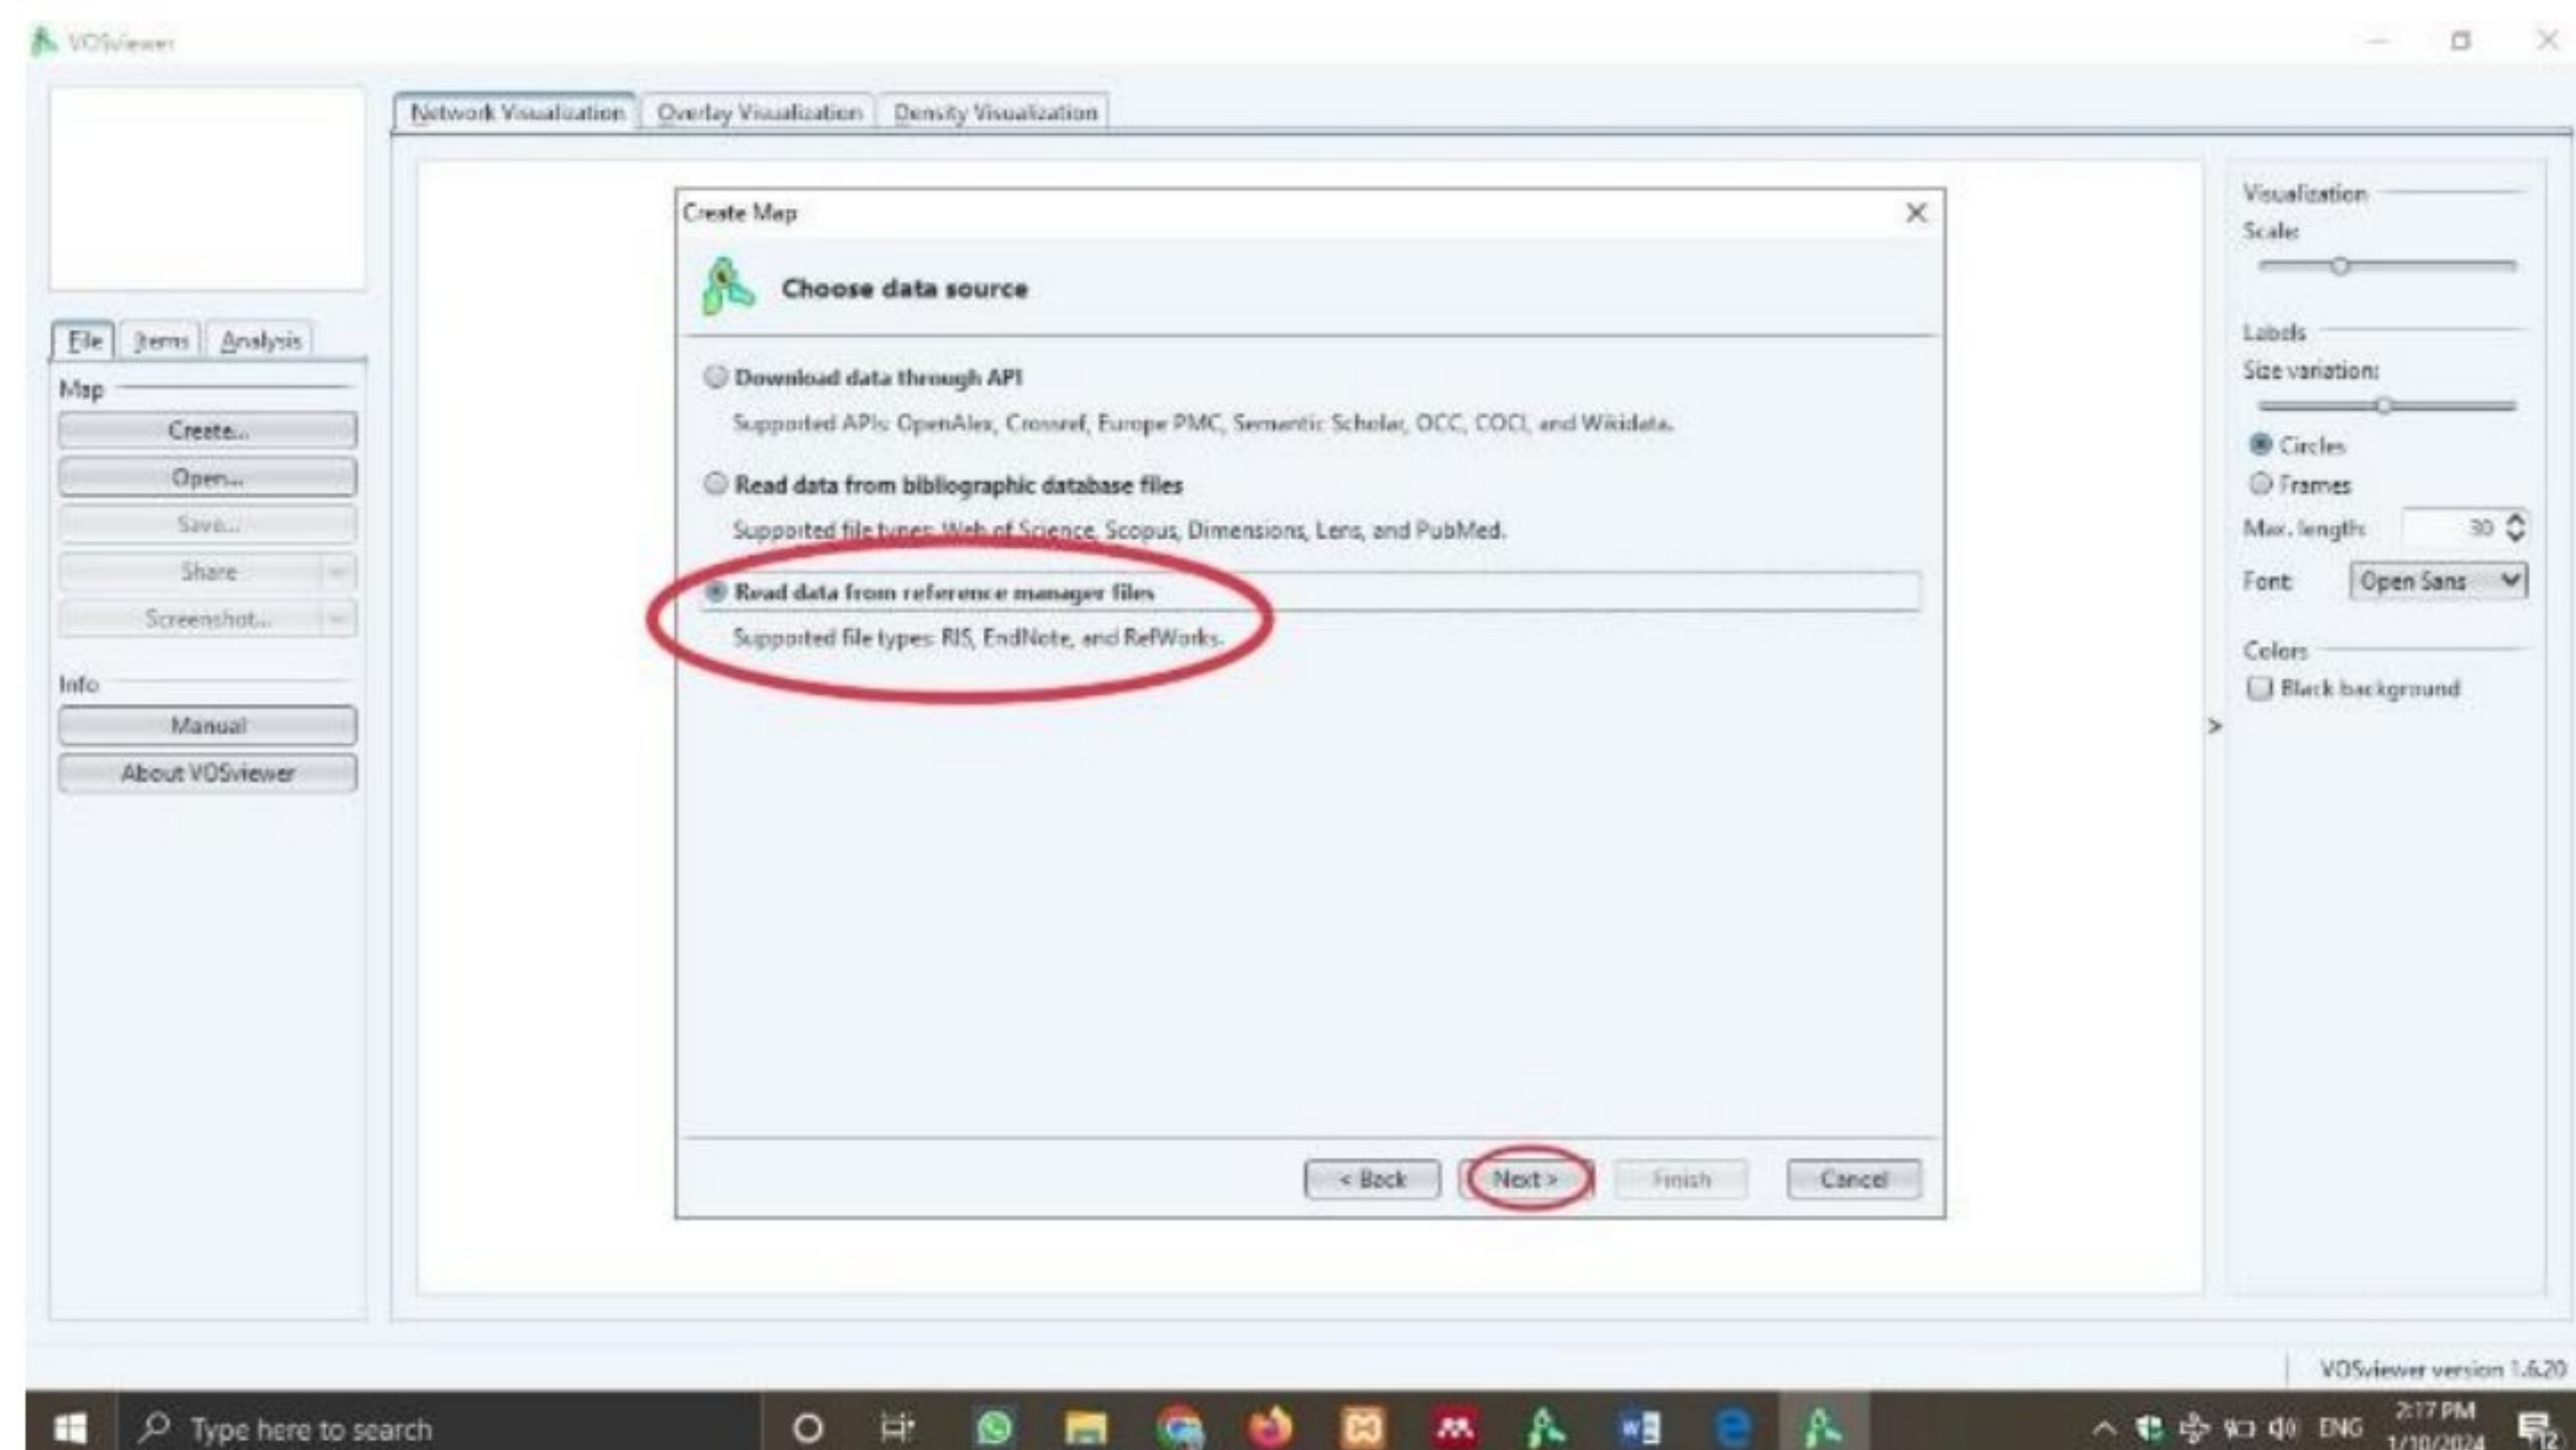 VOSviewer
Network Visualization
Overlay Visualization
Density Visualization
File
Items
Analysis
Map
Create...
Open...
Save...
Share
Screenshot...
Info
Manual
About VOSviewer
Create Map
Choose data source
Download data through API
Supported APIs: OpenAlex, Crossref, Europe PMC, Semantic Scholar, OCC, COCI, and Wikidata.
Read data from bibliographic database files
Supported file types: Web of Science, Scopus, Dimensions, Lens, and PubMed.
Read data from reference manager files
Supported file types: RIS, EndNote, and RefWorks.
< Back
Next >
Finish
Cancel
Visualization
Scale:
Labels
Size variation:
Circles
Frames
Max. length: 30
Font: Open Sans
Colors
Black background
>
VOSviewer version 1.6.20
Type here to search
ENG
2:17 PM
1/10/2024
12